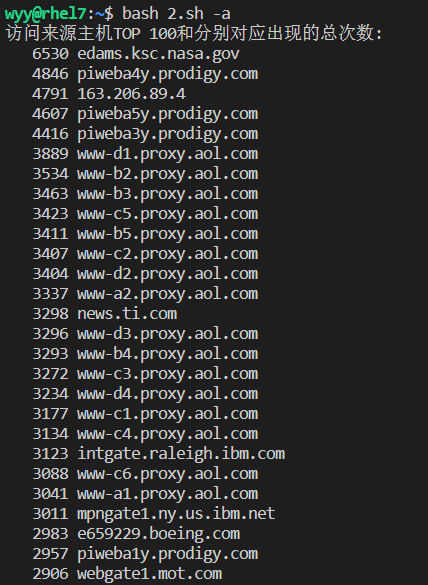 wyy@rhel7:~$ bash 2.sh -a
访问来源主机TOP 100和分别对应出现的总次数:
6530 edams.ksc.nasa.gov
4846 piweba4y.prodigy.com
4791 163.206.89.4
4607 piweba5y.prodigy.com
4416 piweba3y.prodigy.com
3889 www-d1.proxy.aol.com
3534 www-b2.proxy.aol.com
3463 www-b3.proxy.aol.com
3423 www-c5.proxy.aol.com
3411 www-b5.proxy.aol.com
3407 www-c2.proxy.aol.com
3404 www-d2.proxy.aol.com
3337 www-a2.proxy.aol.com
3298 news.ti.com
3296 www-d3.proxy.aol.com
3293 www-b4.proxy.aol.com
3272 www-c3.proxy.aol.com
3234 www-d4.proxy.aol.com
3177 www-c1.proxy.aol.com
3134 www-c4.proxy.aol.com
3123 intgate.raleigh.ibm.com
3088 www-c6.proxy.aol.com
3041 www-a1.proxy.aol.com
3011 mpngate1.ny.us.ibm.net
2983 e659229.boeing.com
2957 piweba1y.prodigy.com
2906 webgate1.mot.com